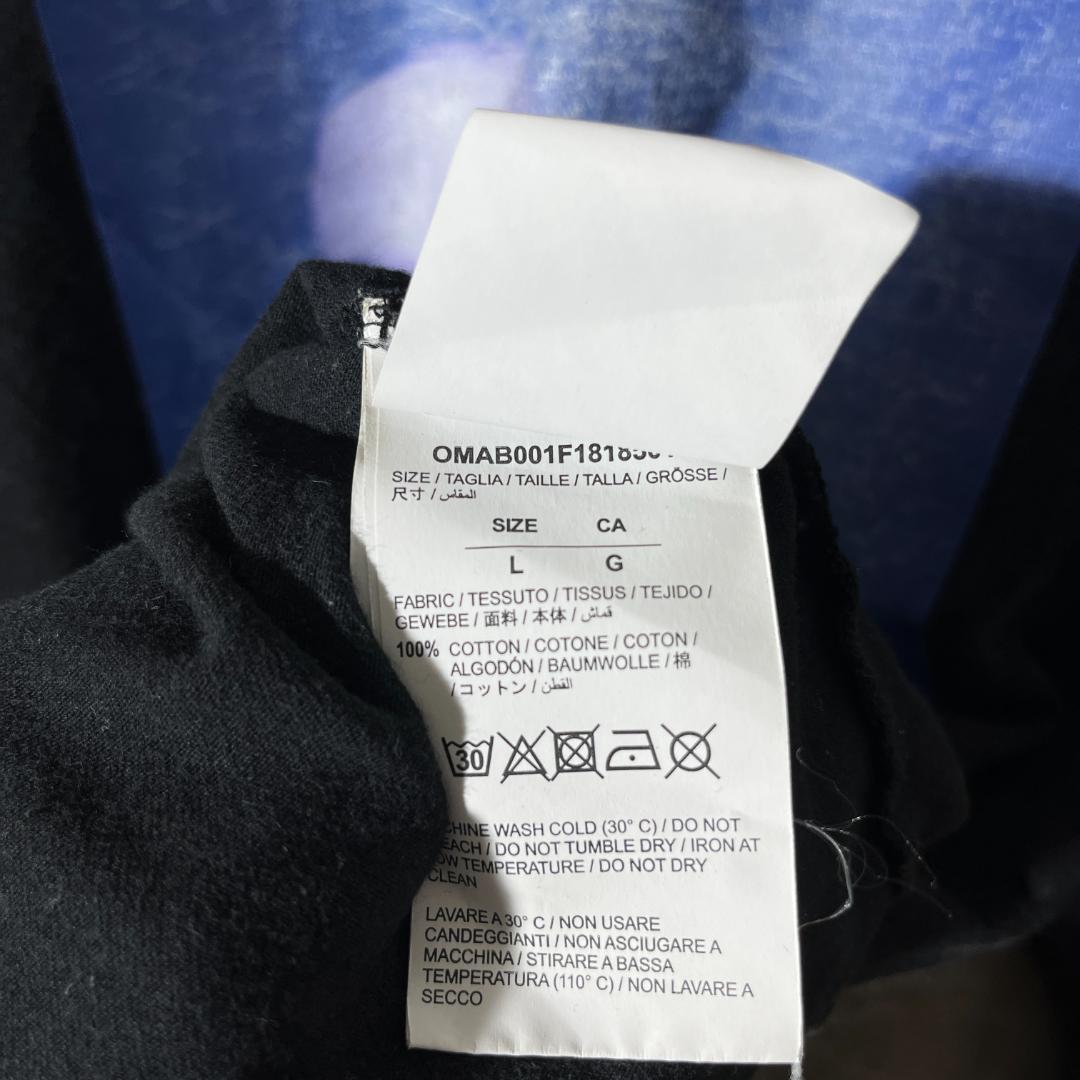 SIZE / TAGLIA / TAILLE / TALLA / GRÖSSE /
尺寸 / المقاس
SIZE CA
L G
FABRIC / TESSUTO / TISSUS / TEJIDO /
GEWEBE / 面料 / 本体 / قماش
100% COTTON / COTONE / COTON /
ALGODÓN / BAUMWOLLE / 棉
/ コットン / القطن
30
WASH COLD (30° C) / DO NOT
/ DO NOT TUMBLE DRY / IRON AT
TEMPERATURE / DO NOT DRY
CLEAN
LAVARE A 30° C / NON USARE
CANDEGGIANTI / NON ASCIUGARE A
MACCHINA / STIRARE A BASSA
TEMPERATURA (110° C) / NON LAVARE A
SECCO